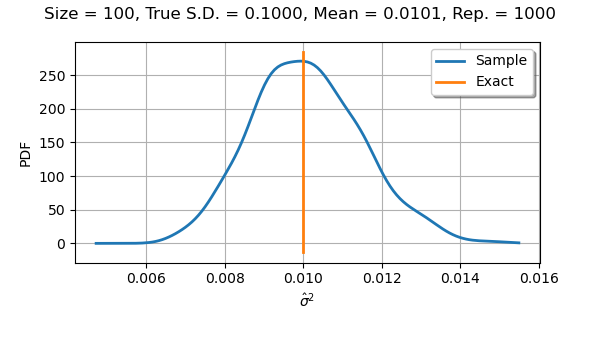 Size = 100, True S.D. = 0.1000, Mean = 0.0101, Rep. = 1000
Sample
Exact
PDF
250
200
150
100
50
0
0.006 0.008 0.010 0.012 0.014 0.016
σ̂²